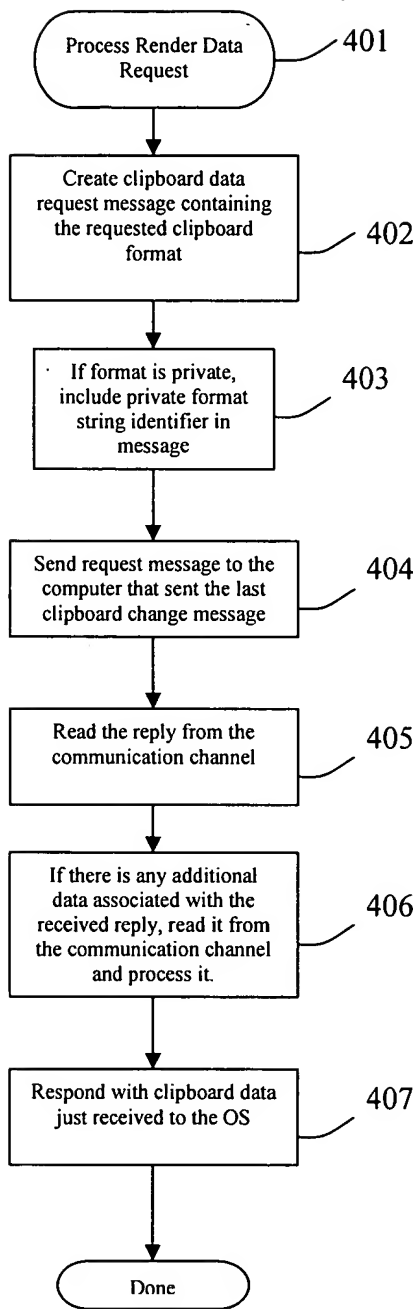 Process Render Data
Request
401
Create clipboard data
request message containing
the requested clipboard
format
402
If format is private,
include private format
string identifier in
message
403
Send request message to the
computer that sent the last
clipboard change message
404
Read the reply from the
communication channel
405
If there is any additional
data associated with the
received reply, read it from
the communication channel
and process it.
406
Respond with clipboard data
just received to the OS
407
Done